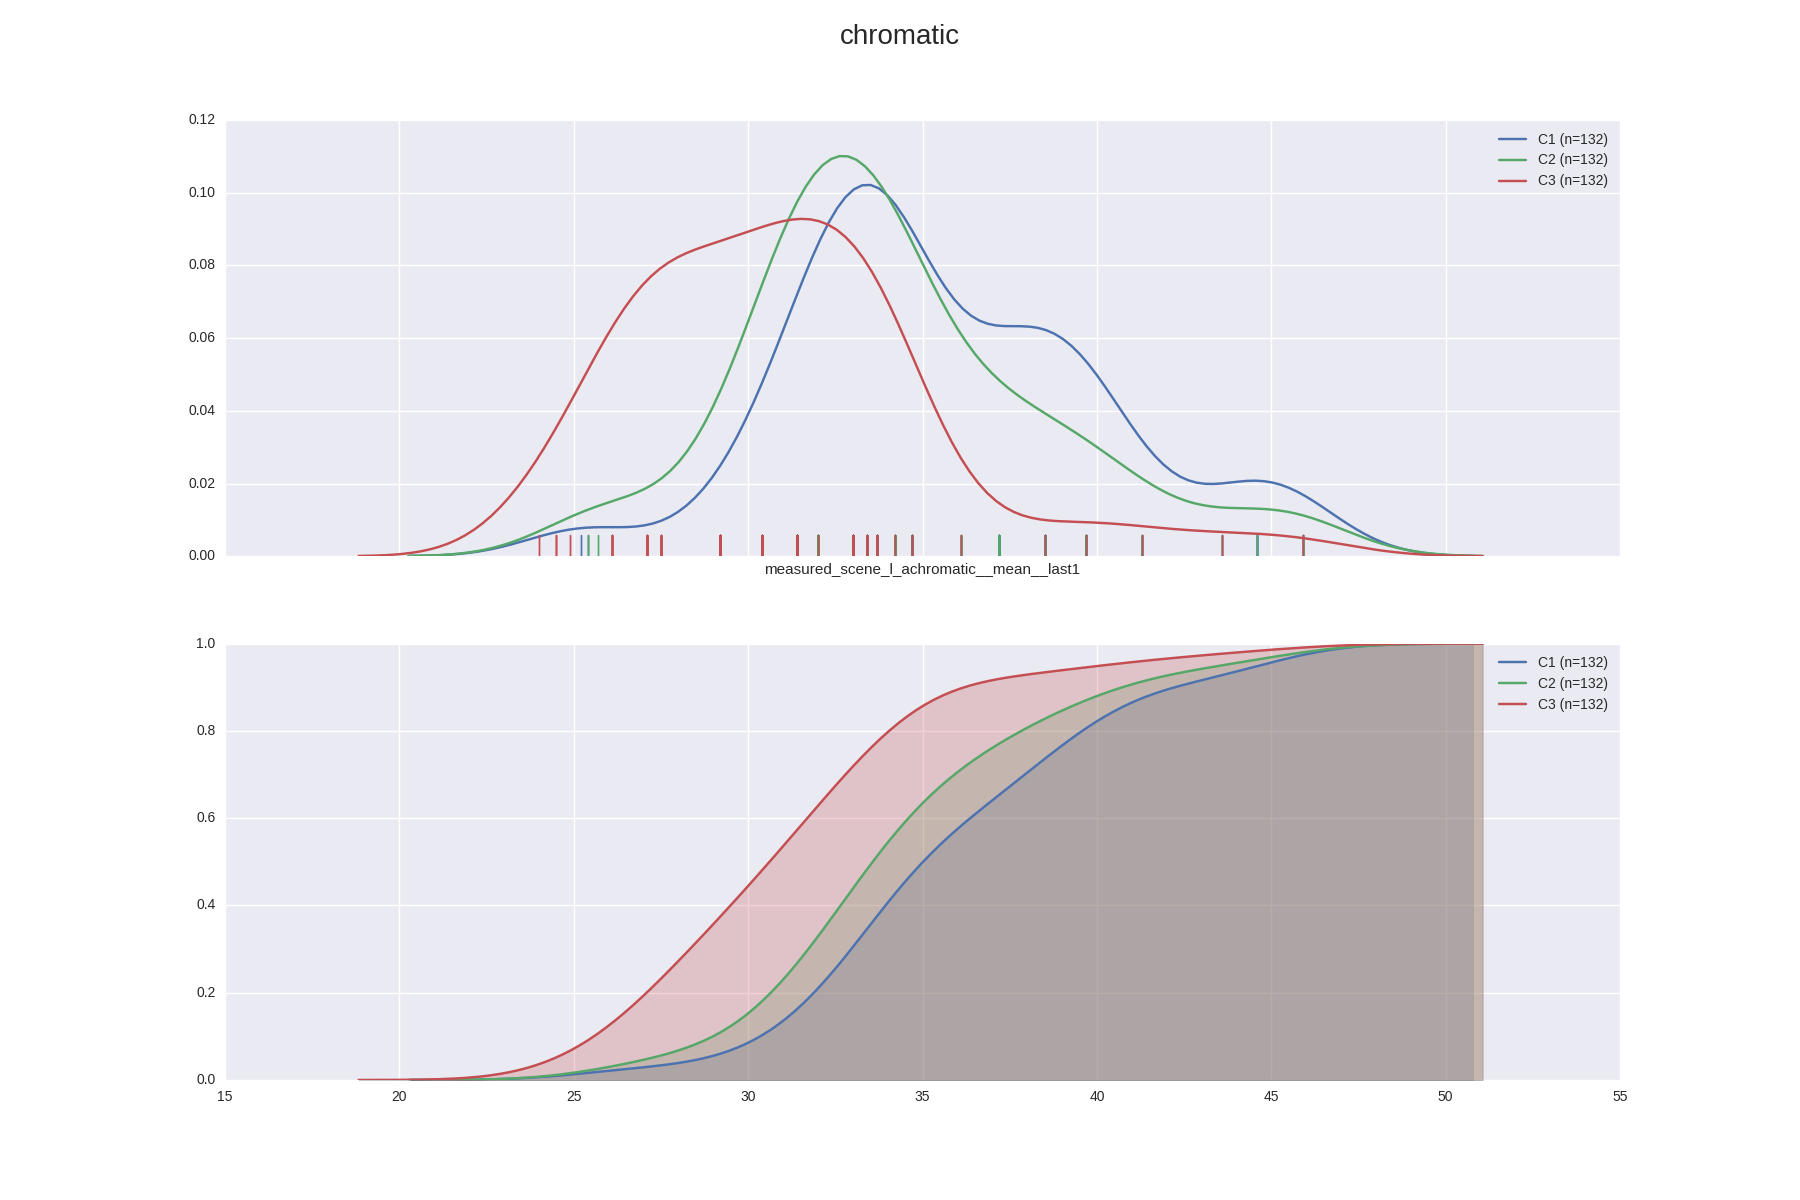 chromatic
0.12
0.10
0.08
0.06
0.04
0.02
0.00
C1 (n=132)
C2 (n=132)
C3 (n=132)
measured_scene_l_achromatic__mean__last1
1.0
0.8
0.6
0.4
0.2
0.0
C1 (n=132)
C2 (n=132)
C3 (n=132)
15 20 25 30 35 40 45 50 55